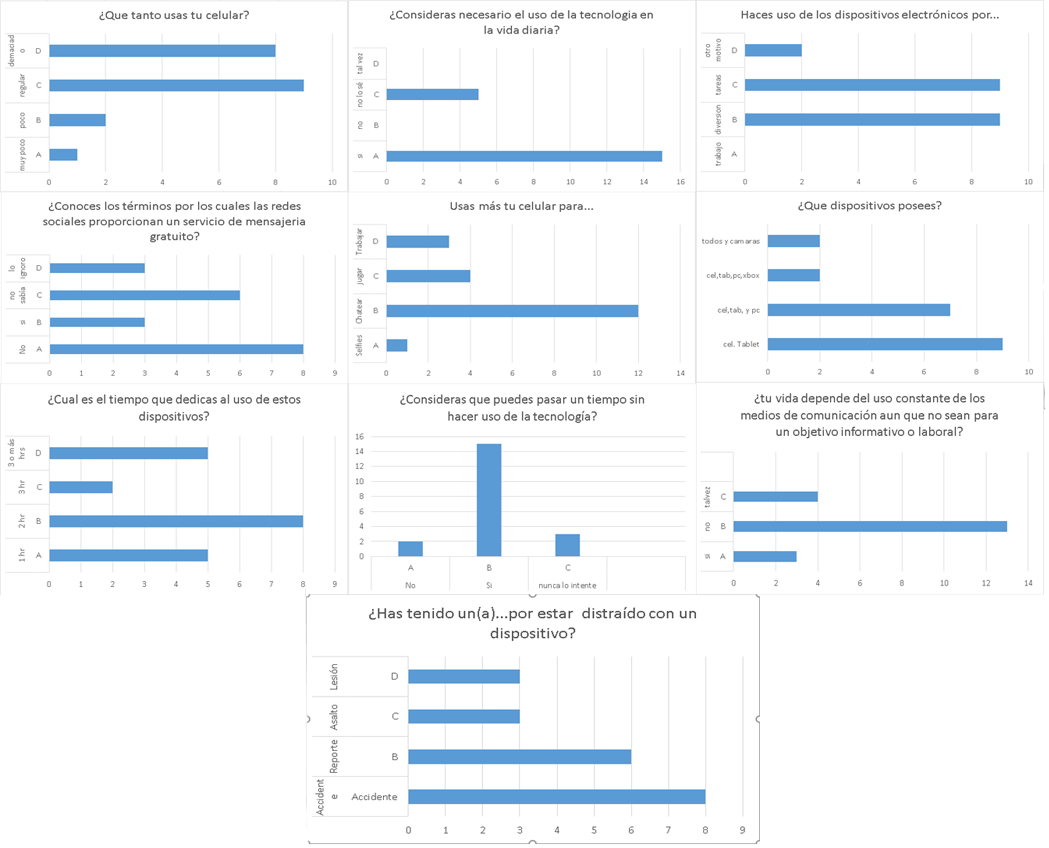 ¿Que tanto usas tu celular?
demaciad
o
D
regular
C
poco
B
muy poco
A
0 2 4 6 8 10
¿Consideras necesario el uso de la tecnologia en
la vida diaria?
tal vez
D
no lo sé
C
no
B
si
A
0 2 4 6 8 10 12 14 16
Haces uso de los dispositivos electrónicos por...
otro
motivo
D
tareas
C
diversion
B
trabajo
A
0 2 4 6 8 10
¿Conoces los términos por los cuales las redes
sociales proporcionan un servicio de mensajeria
gratuito?
lo
ignoro
D
no
sabía
C
si
B
No
A
0 1 2 3 4 5 6 7 8 9
Usas más tu celular para...
Trabajar
D
jugar
C
Chatear
B
Selfies
A
0 2 4 6 8 10 12 14
¿Que dispositivos posees?
todos y camaras
cel,tab,pc,xbox
cel,tab, y pc
cel. Tablet
0 2 4 6 8 10
¿Cual es el tiempo que dedicas al uso de estos
dispositivos?
3 o más
hrs
D
3 hr
C
2 hr
B
1 hr
A
0 1 2 3 4 5 6 7 8 9
¿Consideras que puedes pasar un tiempo sin
hacer uso de la tecnología?
16
14
12
10
8
6
4
2
0
A B C
No Si nunca lo intente
¿tu vida depende del uso constante de los
medios de comunicación aun que no sean para
un objetivo informativo o laboral?
talvez
C
no
B
si
A
0 2 4 6 8 10 12 14
¿Has tenido un(a)...por estar distraído con un
dispositivo?
Lesión
D
Asalto
C
Reporte
B
Accident
e
Accidente
0 1 2 3 4 5 6 7 8 9